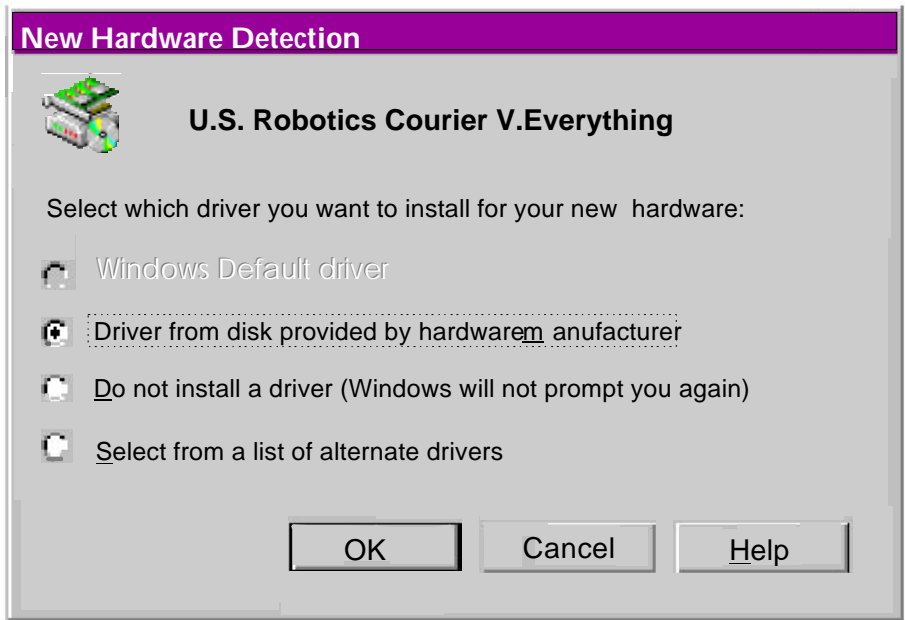 New Hardware Detection
U.S. Robotics Courier V.Everything
Select which driver you want to install for your new hardware:
Windows Default driver
Driver from disk provided by hardwarem anufacturer
Do not install a driver (Windows will not prompt you again)
Select from a list of alternate drivers
OK Cancel Help